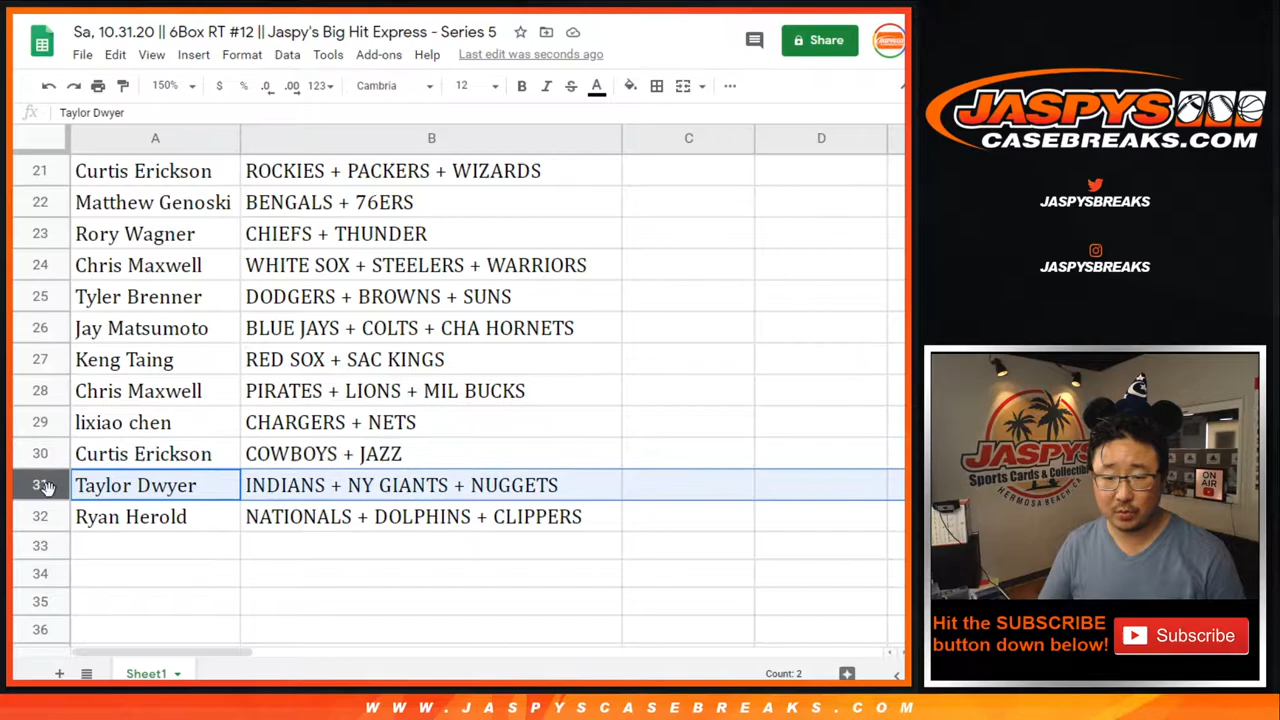 Sa, 10.31.20 || 6Box RT #12 || Jaspy's Big Hit Express - Series 5
File Edit View Insert Format Data Tools Add-ons Help Last edit was seconds ago
Share
150% $ % .0 .00 123 Cambria 12 B I S A
fx Taylor Dwyer
A B C D
21 Curtis Erickson ROCKIES + PACKERS + WIZARDS
22 Matthew Genoski BENGALS + 76ERS
23 Rory Wagner CHIEFS + THUNDER
24 Chris Maxwell WHITE SOX + STEELERS + WARRIORS
25 Tyler Brenner DODGERS + BROWNS + SUNS
26 Jay Matsumoto BLUE JAYS + COLTS + CHA HORNETS
27 Keng Taing RED SOX + SAC KINGS
28 Chris Maxwell PIRATES + LIONS + MIL BUCKS
29 lixiao chen CHARGERS + NETS
30 Curtis Erickson COWBOYS + JAZZ
31 Taylor Dwyer INDIANS + NY GIANTS + NUGGETS
32 Ryan Herold NATIONALS + DOLPHINS + CLIPPERS
33
34
35
36
Sheet1
Count: 2
JASPYS
CASEBREAKS.COM
JASPYSBREAKS
JASPYSBREAKS
JASPYS
Sports Cards & Collectib
HERMOSA BEACH
ON AIR
Hit the SUBSCRIBE
button down below!
Subscribe
WWW.JASPYSCASEBREAKS.COM